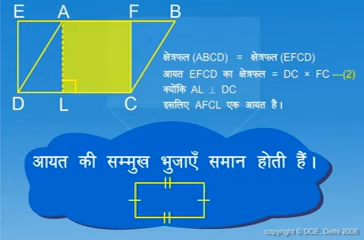 E A F B
क्षेत्रफल (ABCD) = क्षेत्रफल (EFCD)
आयत EFCD का क्षेत्रफल = DC × FC ---(2)
क्योंकि AL ⊥ DC
इसलिए AFCL एक आयत है।
D L C
आयत की सम्मुख भुजाएँ समान होती हैं।
copyright © DOE, Delhi 2006